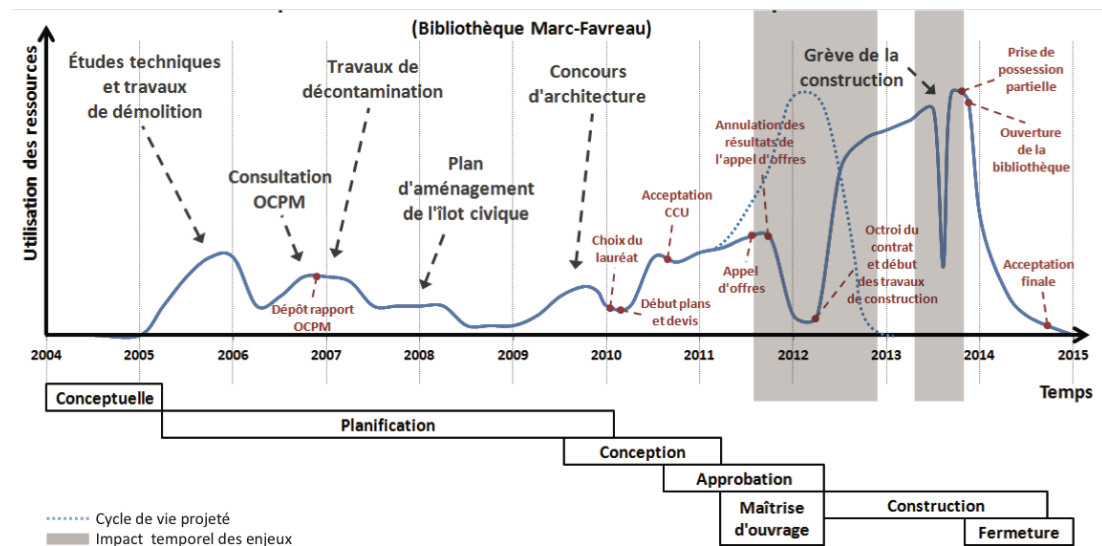 (Bibliothèque Marc-Favreau)
Utilisation des ressources
Études techniques
et travaux
de démolition
Consultation
OCPM
Travaux de
décontamination
Dépôt rapport
OCPM
Plan
d'aménagement
de l'îlot civique
Concours
d'architecture
Choix du
lauréat
Début plans
et devis
Acceptation
CCU
Annulation des
résultats de
l'appel d'offres
Appel
d'offres
Grève de la
construction
Octroi du
contrat
et début
des travaux
de construction
Prise de
possession
partielle
Ouverture
de la
bibliothèque
Acceptation
finale
2004 2005 2006 2007 2008 2009 2010 2011 2012 2013 2014 2015
Temps
Conceptuelle
Planification
Conception
Approbation
Maîtrise
d'ouvrage
Construction
Fermeture
Cycle de vie projeté
Impact temporel des enjeux